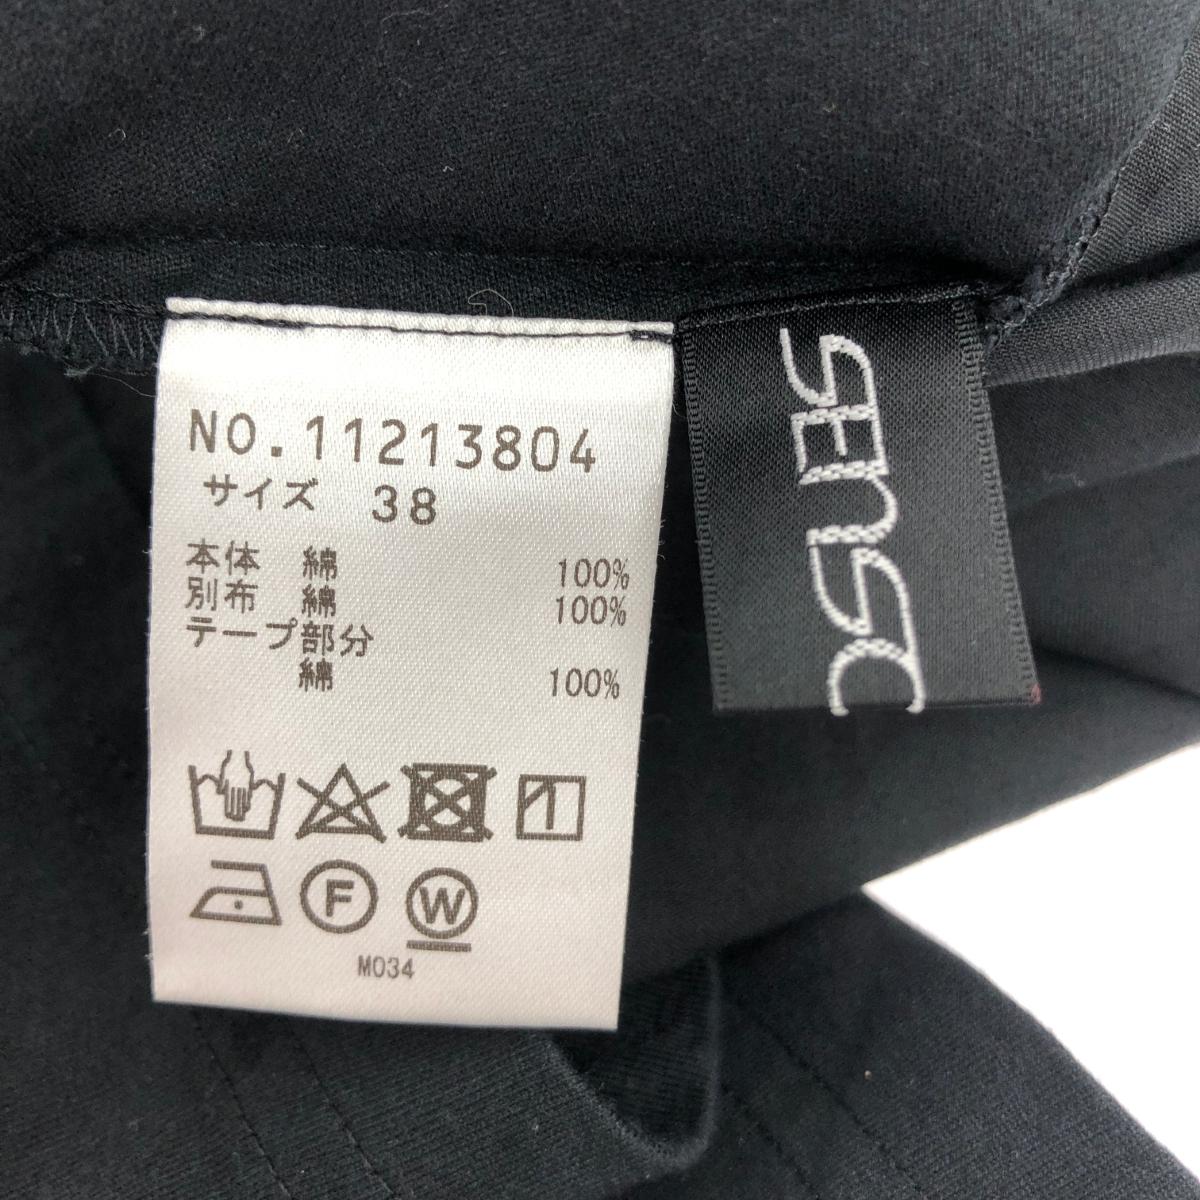 NO.11213804
サイズ 38
本体 綿 100%
別布 綿 100%
テープ部分
綿 100%
F
W
M034
SENSO